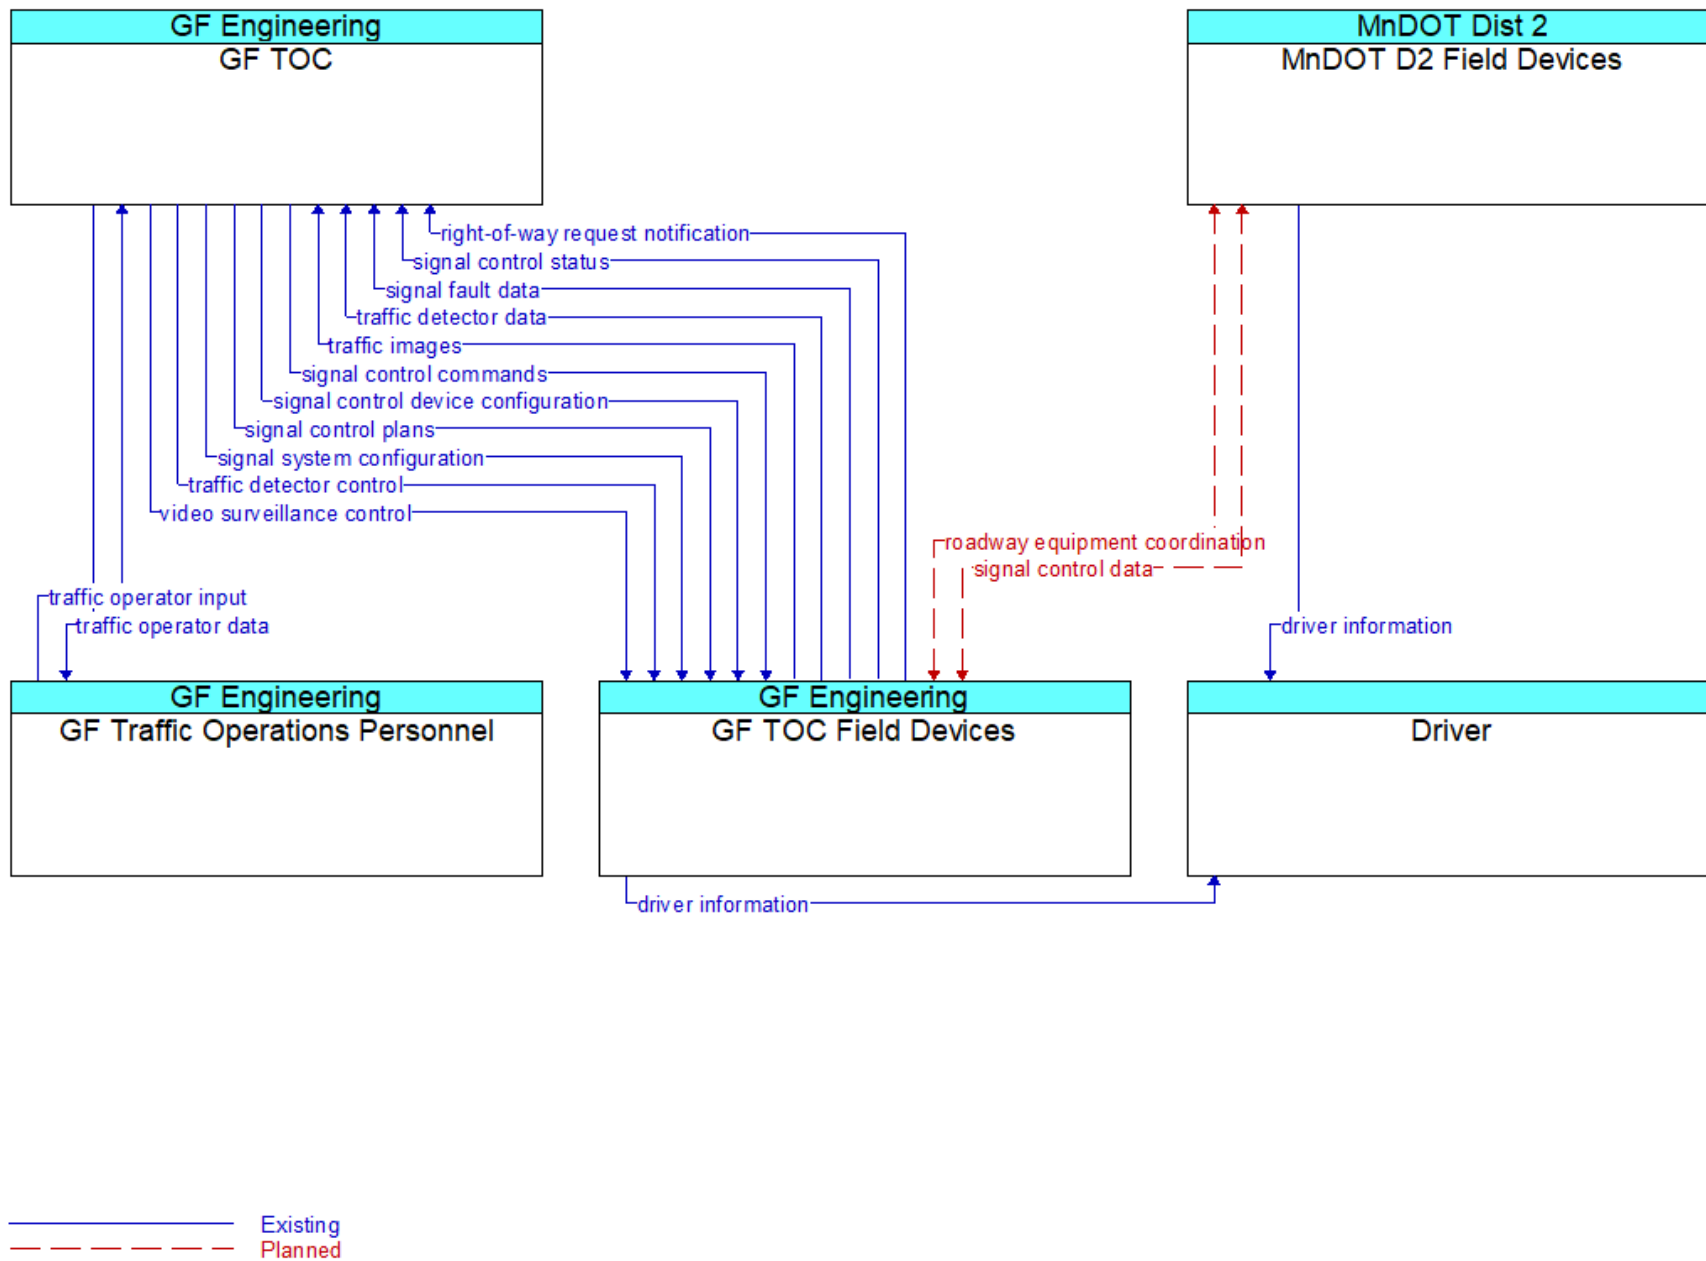 GF Engineering
GF TOC
MnDOT Dist 2
MnDOT D2 Field Devices
right-of-way request notification
signal control status
signal fault data
traffic detector data
traffic images
signal control commands
signal control device configuration
signal control plans
signal system configuration
traffic detector control
video surveillance control
roadway equipment coordination
signal control data
traffic operator input
traffic operator data
driver information
GF Engineering
GF Traffic Operations Personnel
GF Engineering
GF TOC Field Devices
Driver
driver information
Existing
Planned